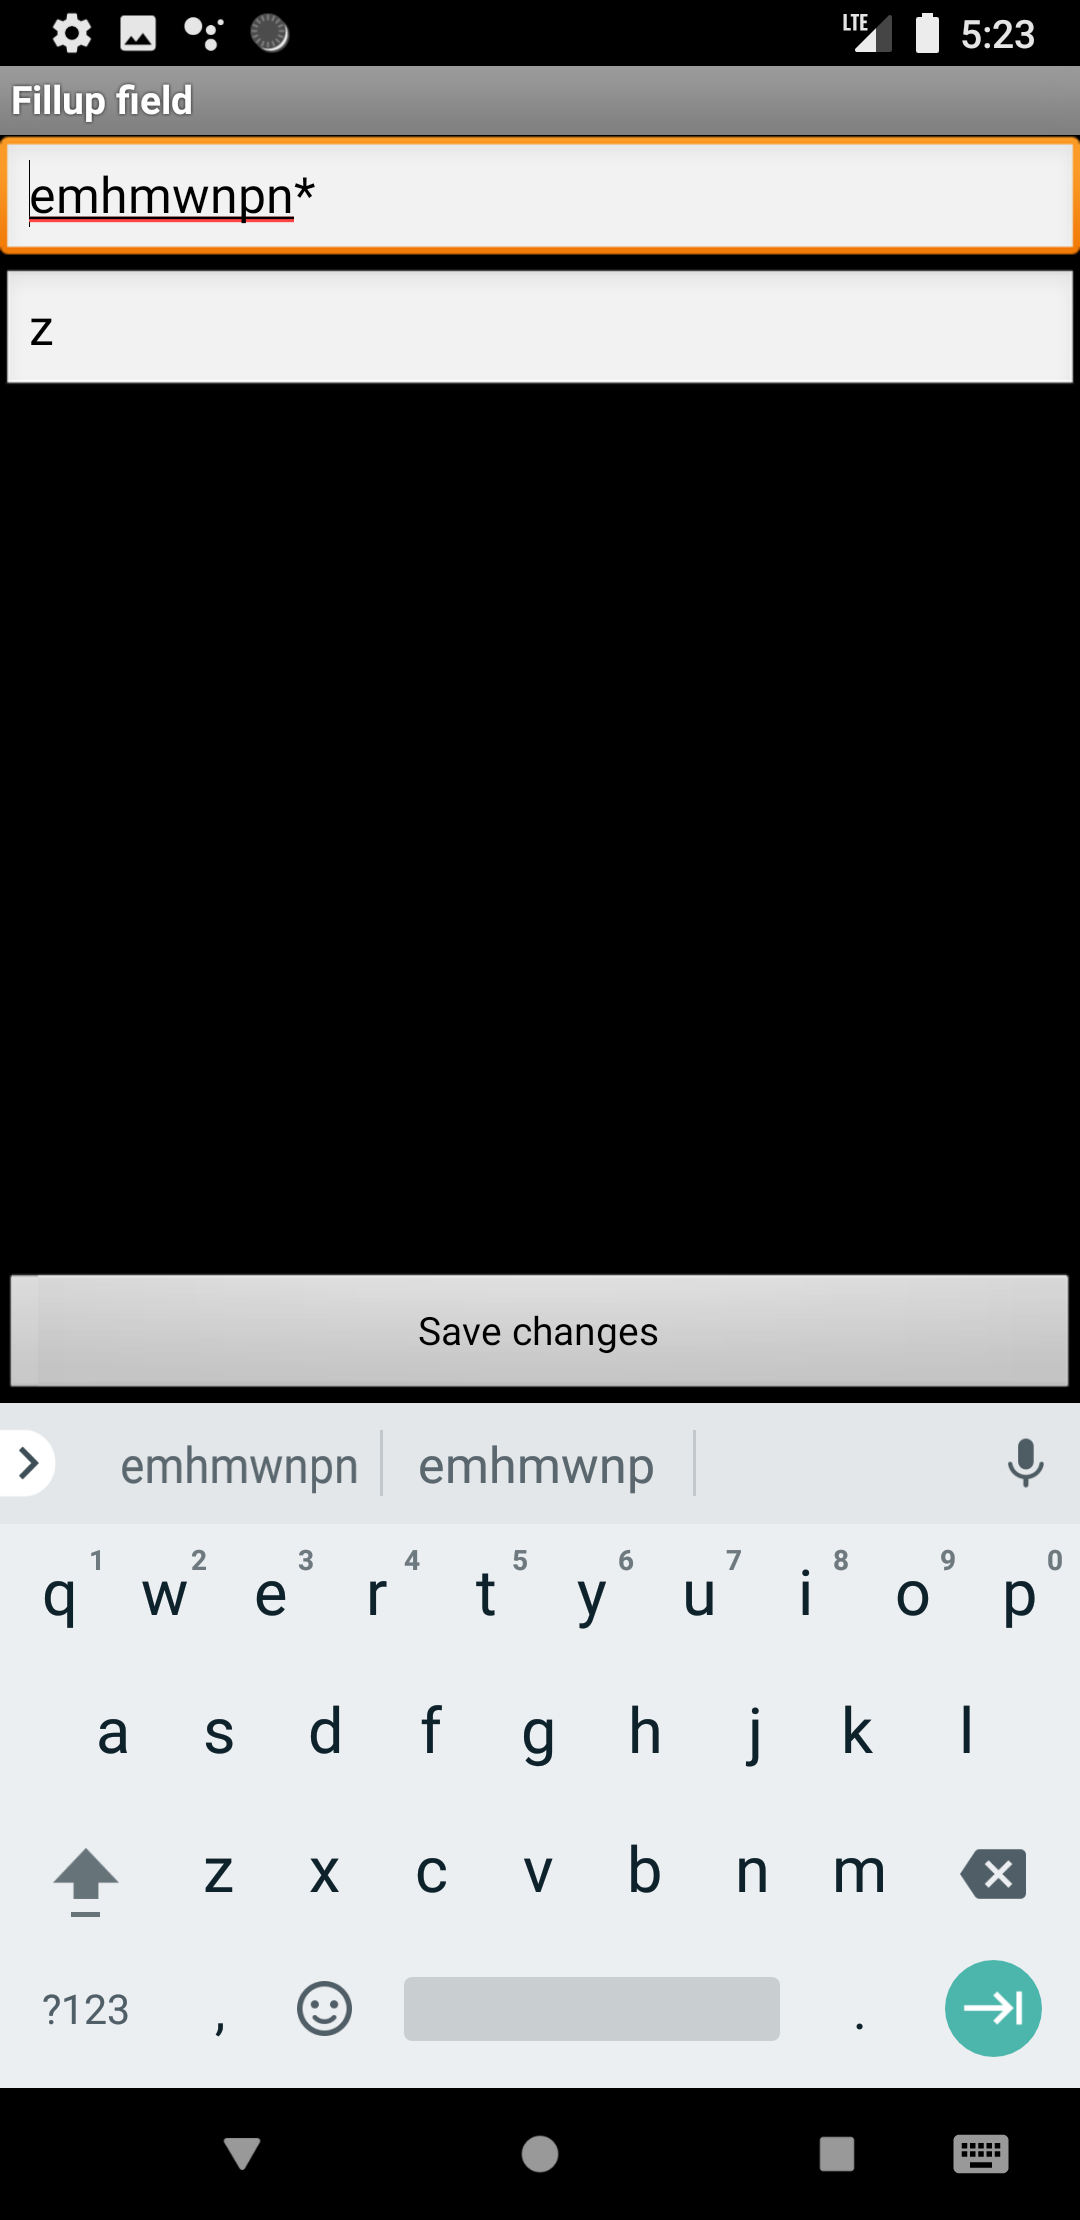 LTE 5:23
Fillup field
emhmwnpn*
z
Save changes
emhmwnpn emhmwnp
1 2 3 4 5 6 7 8 9 0
q w e r t y u i o p
a s d f g h j k l
z x c v b n m
?123 , .